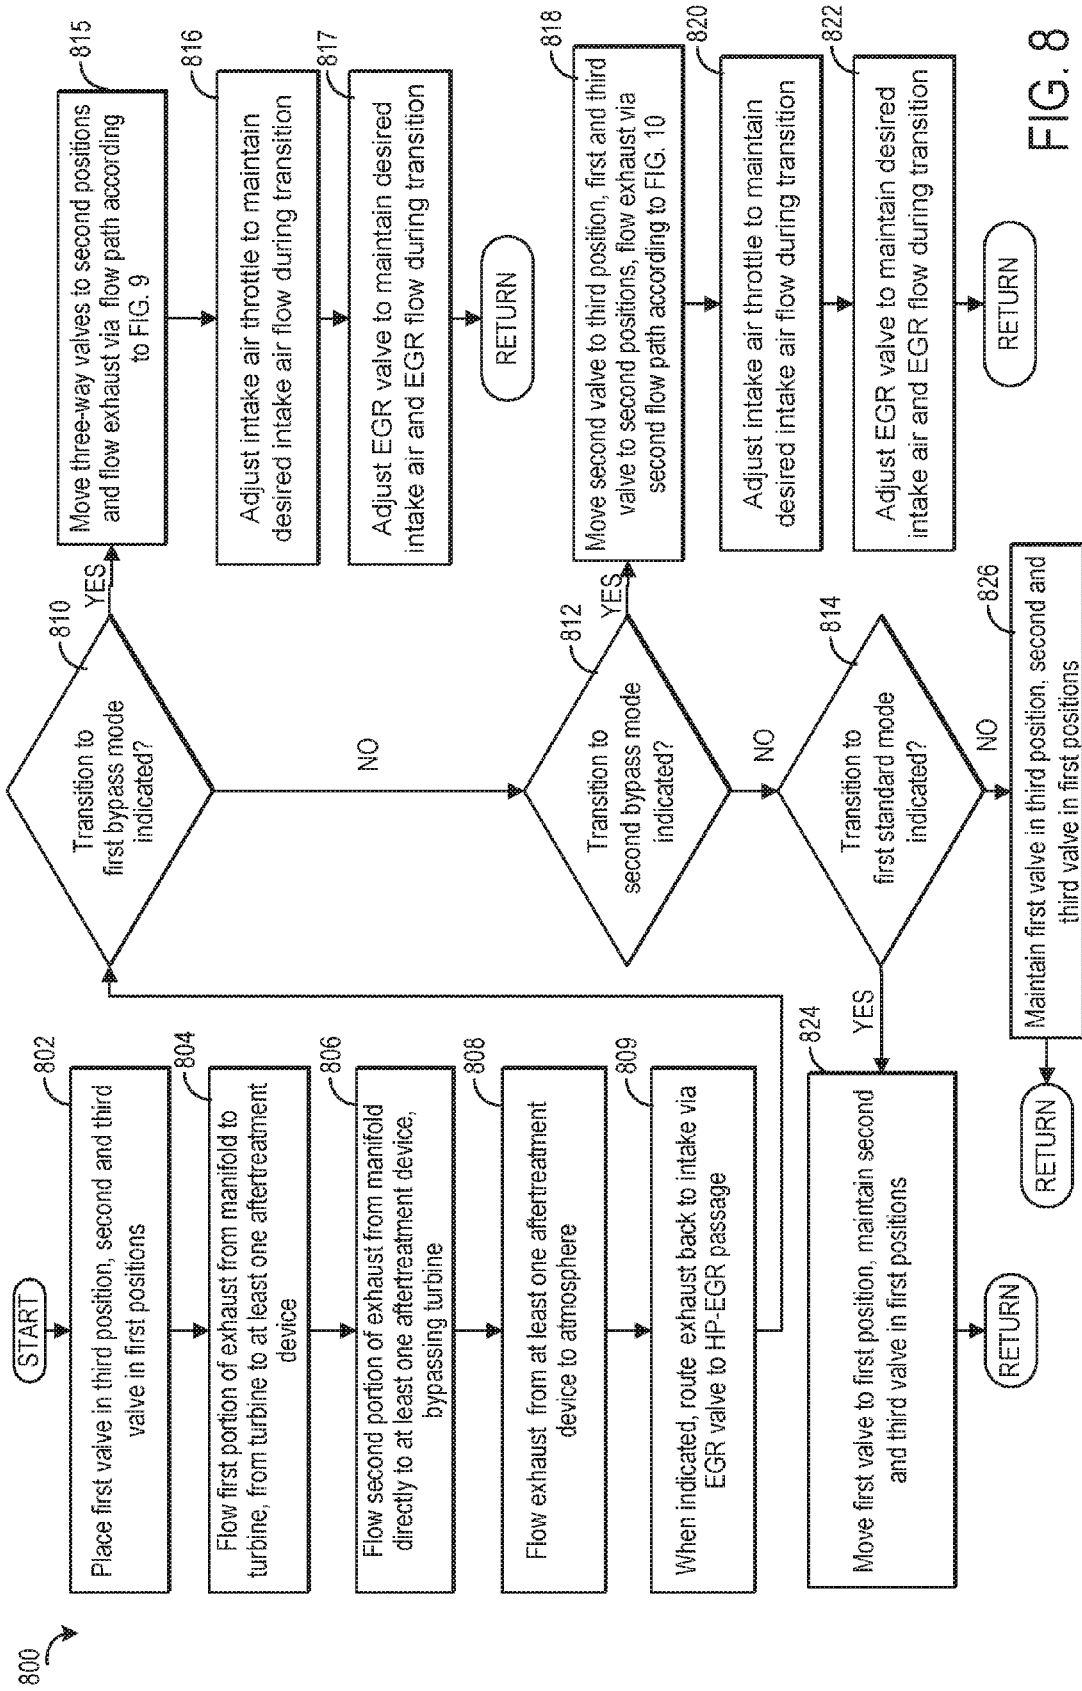 800
START
802
Place first valve in third position, second and third
valve in first positions
804
Flow first portion of exhaust from manifold to
turbine, from turbine to at least one aftertreatment
device
806
Flow second portion of exhaust from manifold
directly to at least one aftertreatment device,
bypassing turbine
808
Flow exhaust from at least one aftertreatment
device to atmosphere
809
When indicated, route exhaust back to intake via
EGR valve to HP-EGR passage
810
Transition to
first bypass mode
indicated?
YES
NO
815
Move three-way valves to second positions
and flow exhaust via flow path according
to FIG. 9
816
Adjust intake air throttle to maintain
desired intake air flow during transition
817
Adjust EGR valve to maintain desired
intake air and EGR flow during transition
RETURN
812
Transition to
second bypass mode
indicated?
YES
NO
818
Move second valve to third position, first and third
valve to second positions, flow exhaust via
second flow path according to FIG. 10
820
Adjust intake air throttle to maintain
desired intake air flow during transition
822
Adjust EGR valve to maintain desired
intake air and EGR flow during transition
RETURN
814
Transition to
first standard mode
indicated?
YES
NO
824
Move first valve to first position, maintain second
and third valve in first positions
RETURN
826
Maintain first valve in third position, second and
third valve in first positions
RETURN
FIG. 8